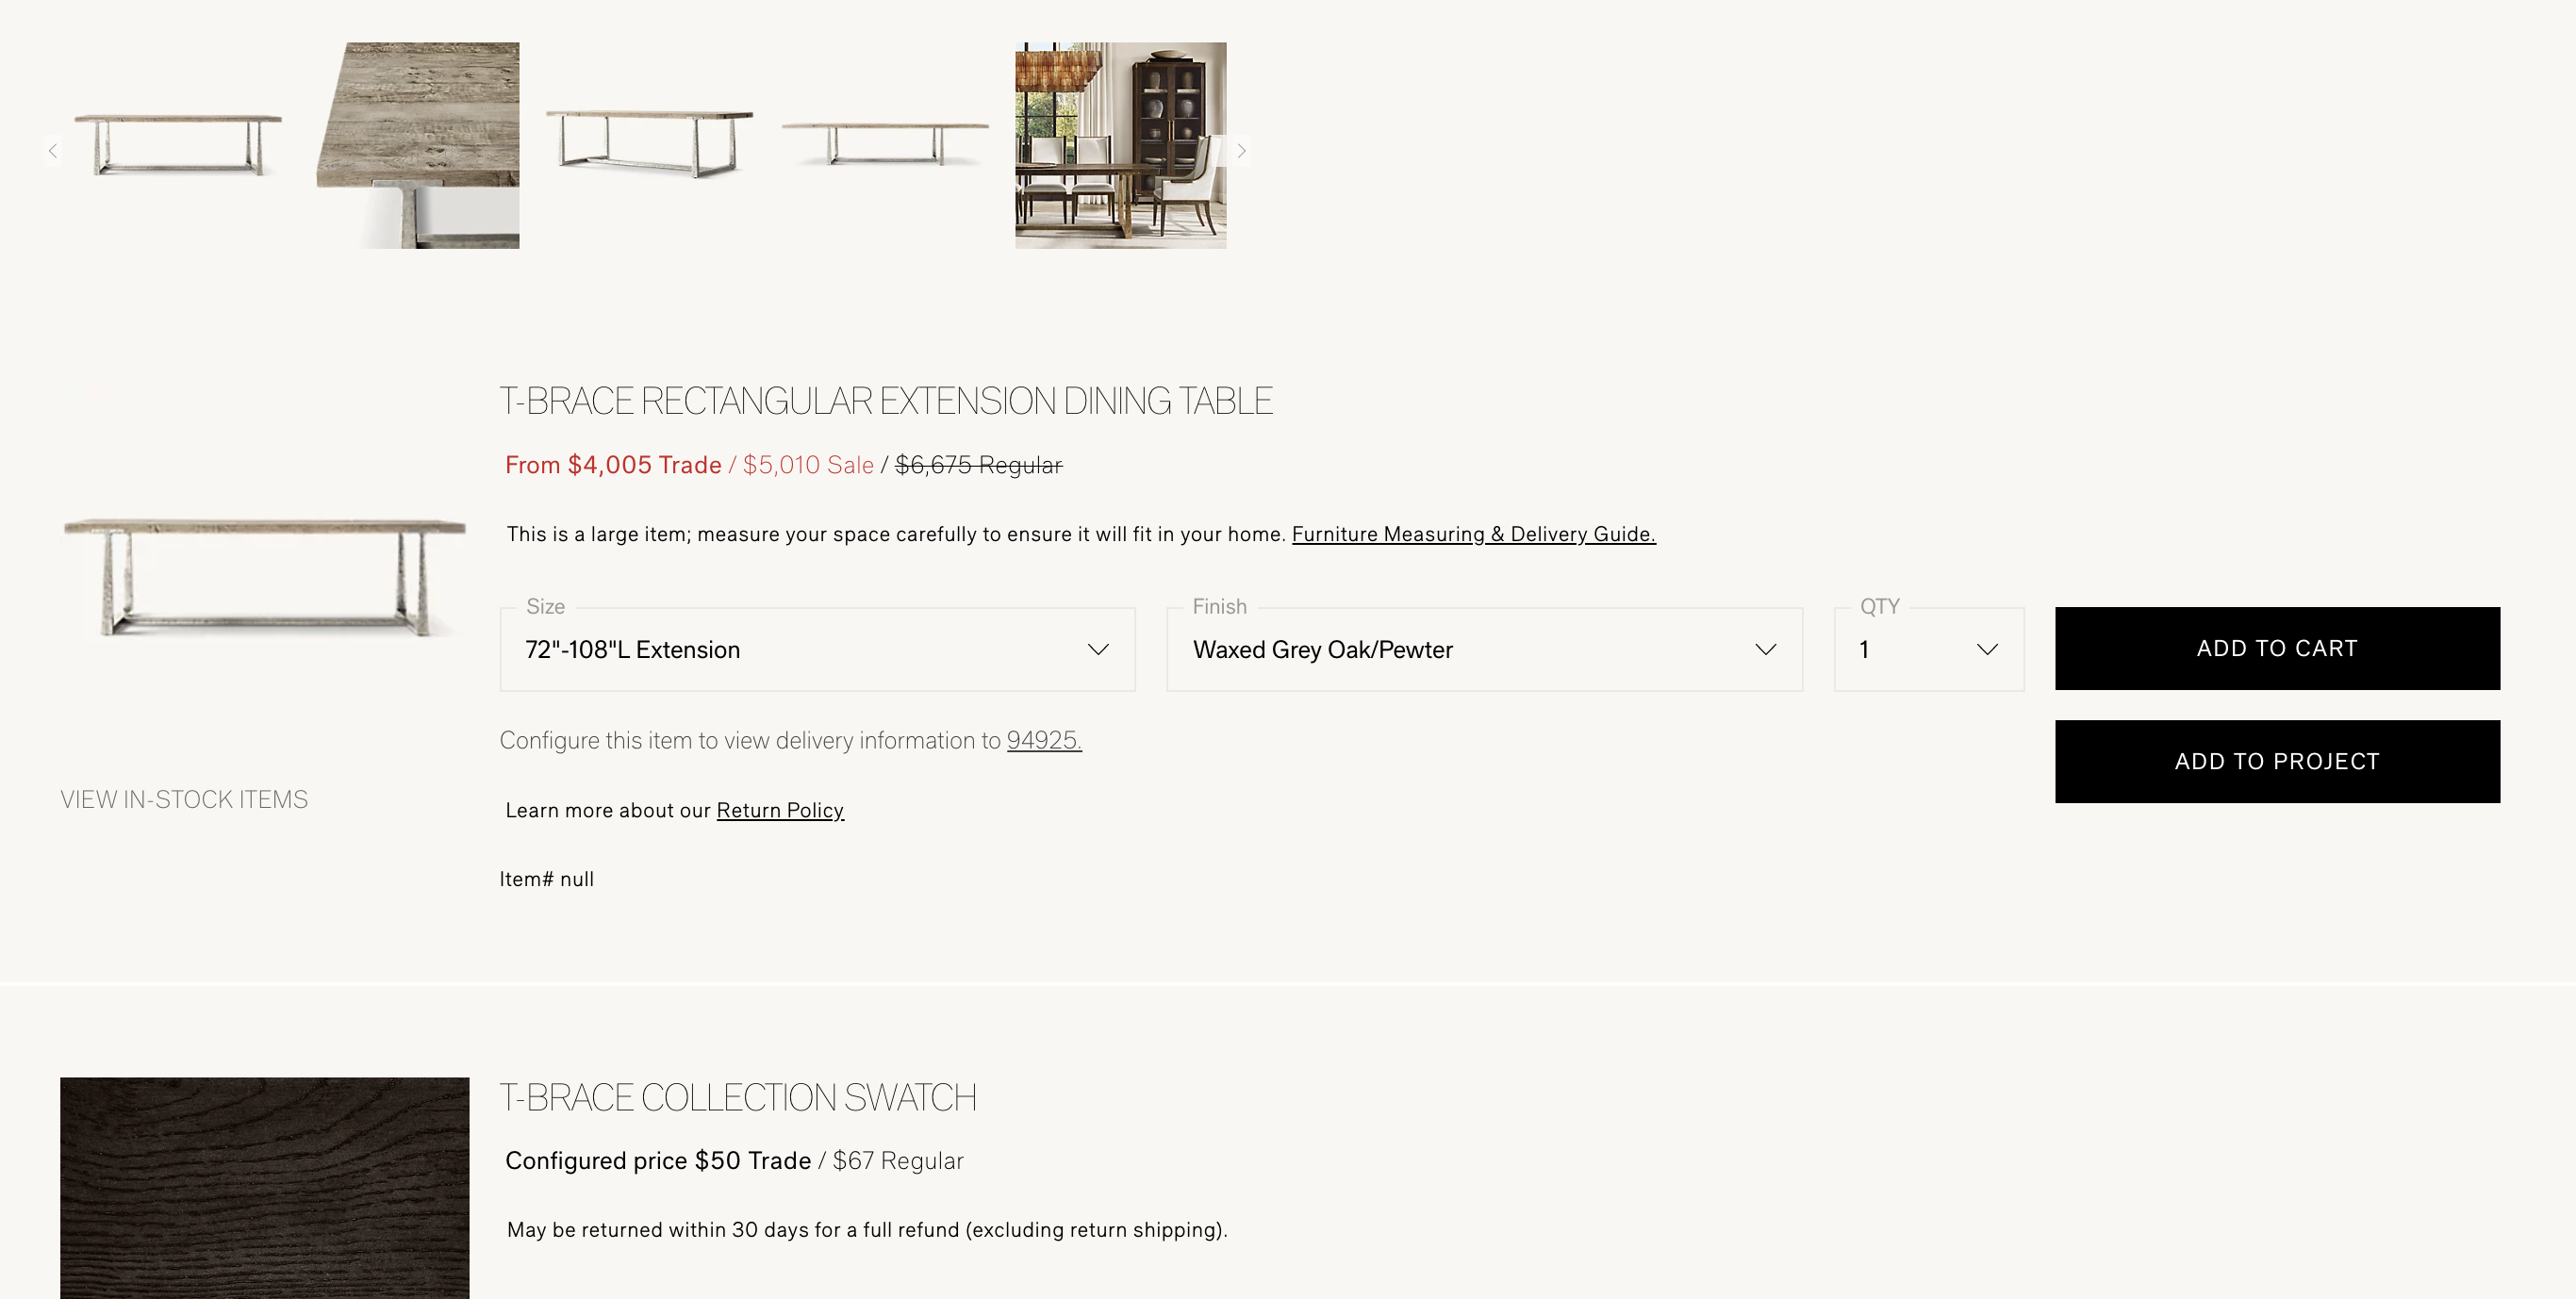 T-BRACE RECTANGULAR EXTENSION DINING TABLE
From $4,005 Trade / $5,010 Sale / $6,675 Regular
This is a large item; measure your space carefully to ensure it will fit in your home. Furniture Measuring & Delivery Guide.
Size
72"-108"L Extension
Finish
Waxed Grey Oak/Pewter
QTY
1
ADD TO CART
Configure this item to view delivery information to 94925.
ADD TO PROJECT
VIEW IN-STOCK ITEMS
Learn more about our Return Policy
Item# null
T-BRACE COLLECTION SWATCH
Configured price $50 Trade / $67 Regular
May be returned within 30 days for a full refund (excluding return shipping).